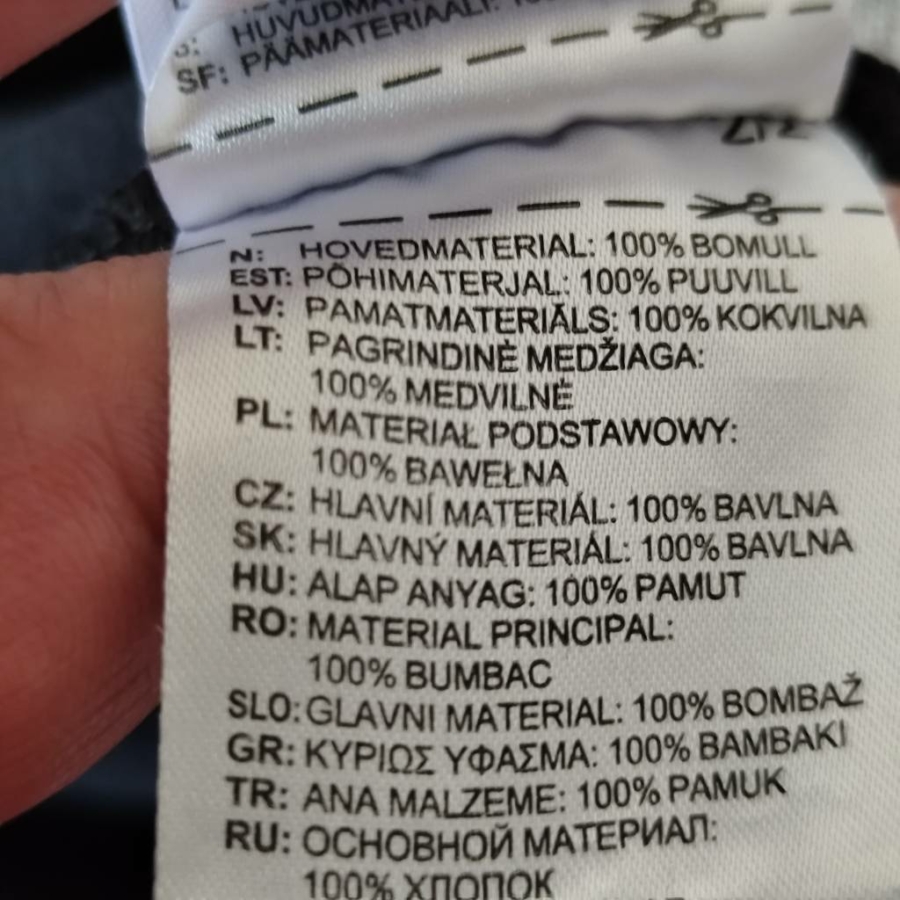 HUVUDMAT
SF: PÄÄMATERIAALI:
N: HOVEDMATERIAL: 100% BOMULL
EST: PÕHIMATERJAL: 100% PUUVILL
LV: PAMATMATERIĀLS: 100% KOKVILNA
LT: PAGRINDINĖ MEDŽIAGA:
100% MEDVILNĖ
PL: MATERIAŁ PODSTAWOWY:
100% BAWEŁNA
CZ: HLAVNÍ MATERIÁL: 100% BAVLNA
SK: HLAVNÝ MATERIÁL: 100% BAVLNA
HU: ALAP ANYAG: 100% PAMUT
RO: MATERIAL PRINCIPAL:
100% BUMBAC
SLO: GLAVNI MATERIAL: 100% BOMBAŽ
GR: ΚΥΡΙΩΣ ΥΦΑΣΜΑ: 100% ΒΑΜΒΑΚΙ
TR: ANA MALZEME: 100% PAMUK
RU: ОСНОВНОЙ МАТЕРИАЛ:
100% ХЛОПОК